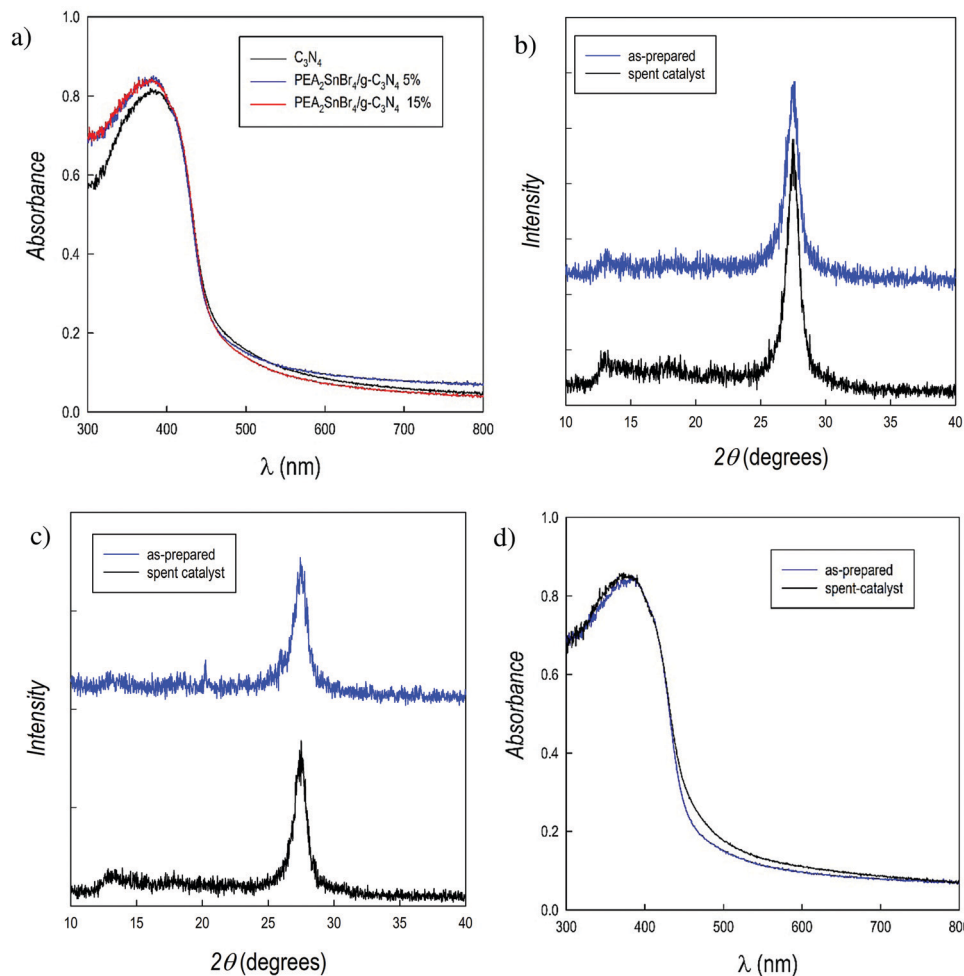 a)
1.0
0.8
0.6
0.4
0.2
0.0
Absorbance
C₃N₄
PEA₂SnBr₄/g-C₃N₄ 5%
PEA₂SnBr₄/g-C₃N₄ 15%
300 400 500 600 700 800
λ (nm)
b)
as-prepared
spent catalyst
Intensity
10 15 20 25 30 35 40
2θ (degrees)
c)
as-prepared
spent catalyst
Intensity
10 15 20 25 30 35 40
2θ (degrees)
d)
1.0
0.8
0.6
0.4
0.2
0.0
Absorbance
as-prepared
spent-catalyst
300 400 500 600 700 800
λ (nm)